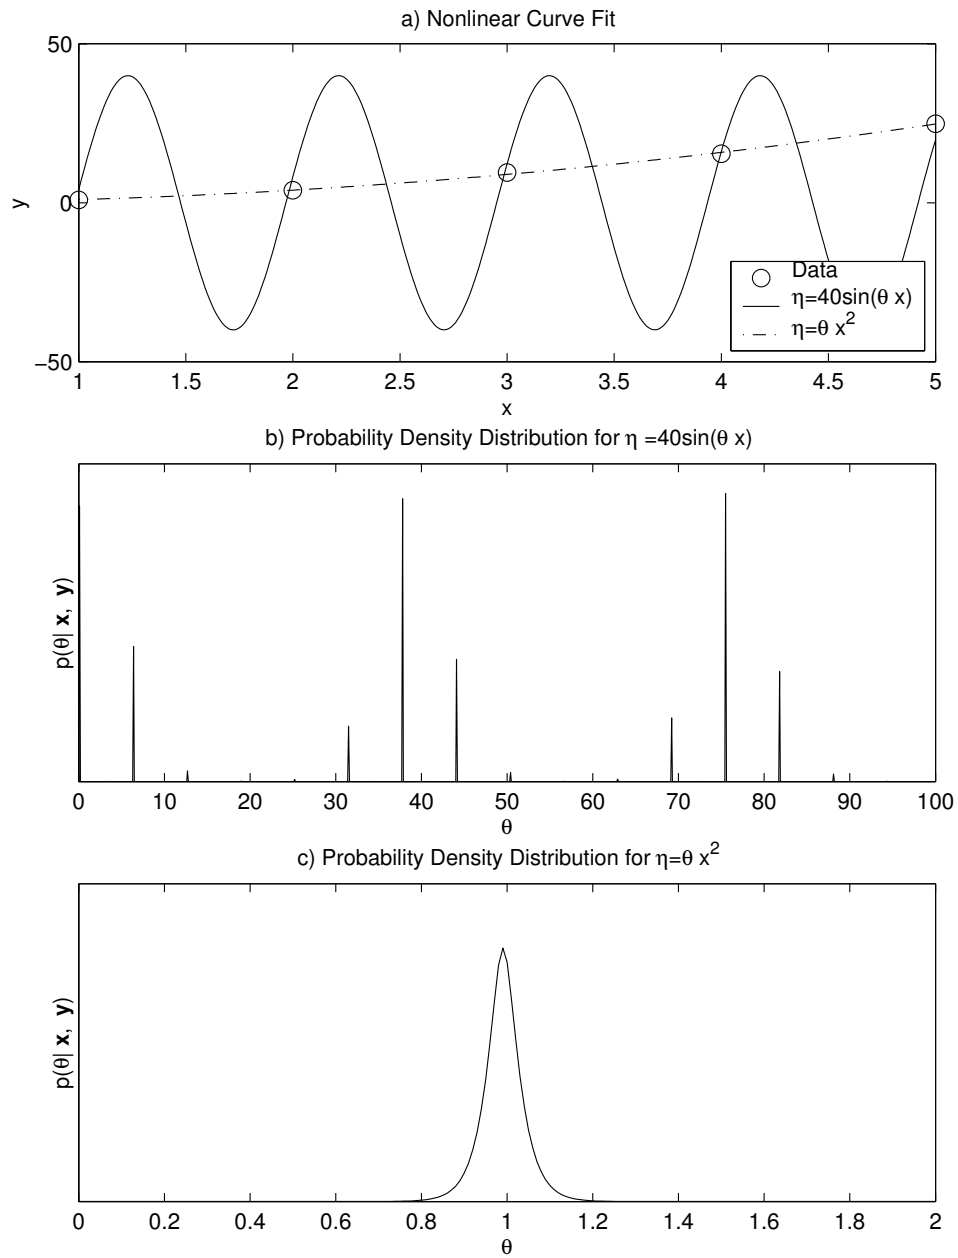 a) Nonlinear Curve Fit
50
0
−50
y
1 1.5 2 2.5 3 3.5 4 4.5 5
x
Data
η=40sin(θ x)
η=θ x²
b) Probability Density Distribution for η =40sin(θ x)
p(θ| x, y)
0 10 20 30 40 50 60 70 80 90 100
θ
c) Probability Density Distribution for η=θ x²
p(θ| x, y)
0 0.2 0.4 0.6 0.8 1 1.2 1.4 1.6 1.8 2
θ